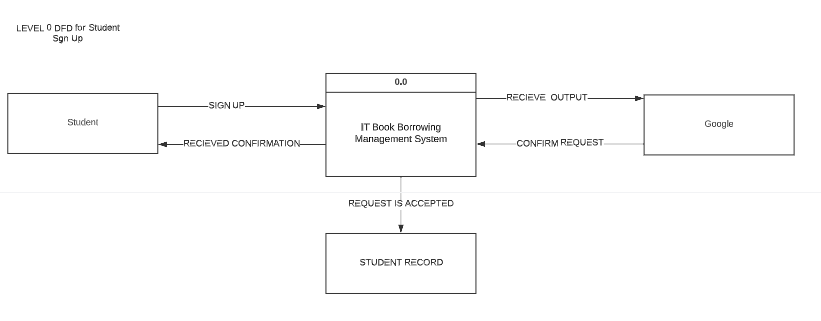 LEVEL 0 DFD for Student
Sgn Up
0.0
SIGN UP
RECIEVE OUTPUT
Student
IT Book Borrowing
Management System
Google
RECIEVED CONFIRMATION
CONFIRM REQUEST
REQUEST IS ACCEPTED
STUDENT RECORD